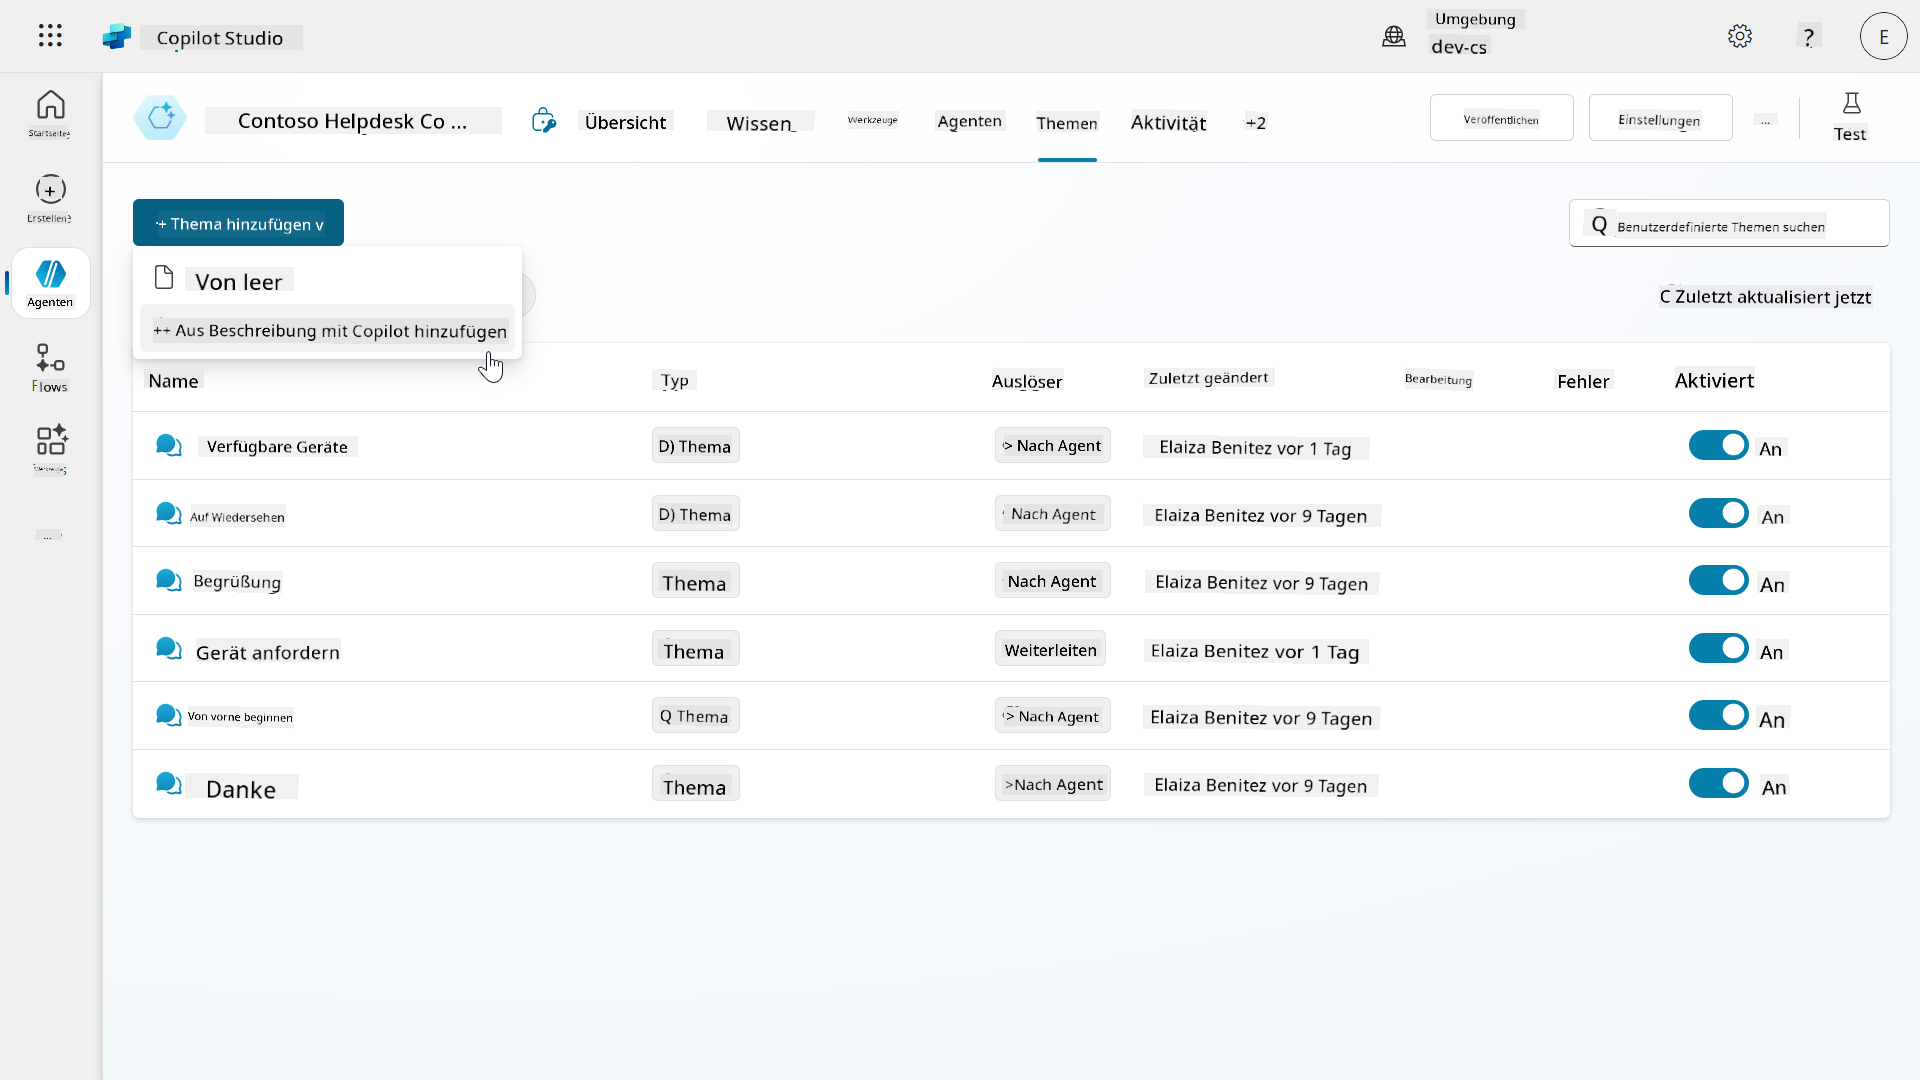 Copilot Studio
Umgebung
dev-cs
?
E
Startseite
Erstellen
Agenten
Flows
...
Contoso Helpdesk Co ...
Übersicht
Wissen
Werkzeuge
Agenten
Themen
Aktivität
+2
Veröffentlichen
Einstellungen
...
Test
+ Thema hinzufügen v
Q Benutzerdefinierte Themen suchen
Von leer
++ Aus Beschreibung mit Copilot hinzufügen
C Zuletzt aktualisiert jetzt
Name Typ Auslöser Zuletzt geändert Bearbeitung Fehler Aktiviert
Verfügbare Geräte D) Thema > Nach Agent Elaiza Benitez vor 1 Tag An
Auf Wiedersehen D) Thema Nach Agent Elaiza Benitez vor 9 Tagen An
Begrüßung Thema Nach Agent Elaiza Benitez vor 9 Tagen An
Gerät anfordern Thema Weiterleiten Elaiza Benitez vor 1 Tag An
Von vorne beginnen Q Thema > Nach Agent Elaiza Benitez vor 9 Tagen An
Danke Thema >Nach Agent Elaiza Benitez vor 9 Tagen An